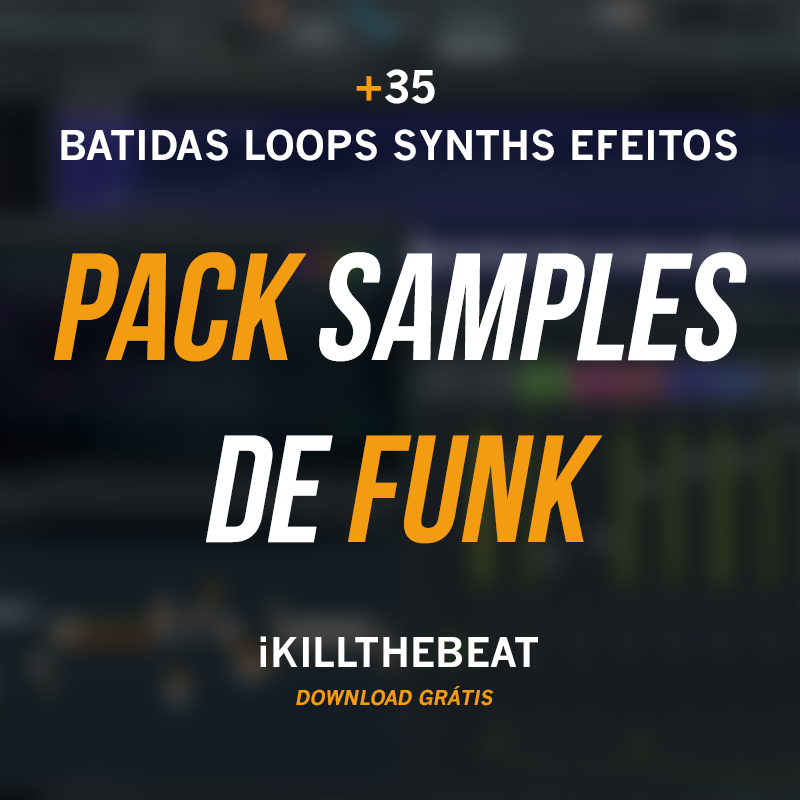 +35
BATIDAS LOOPS SYNTHS EFEITOS
PACK SAMPLES
DE FUNK
iKILLTHEBEAT
DOWNLOAD GRÁTIS